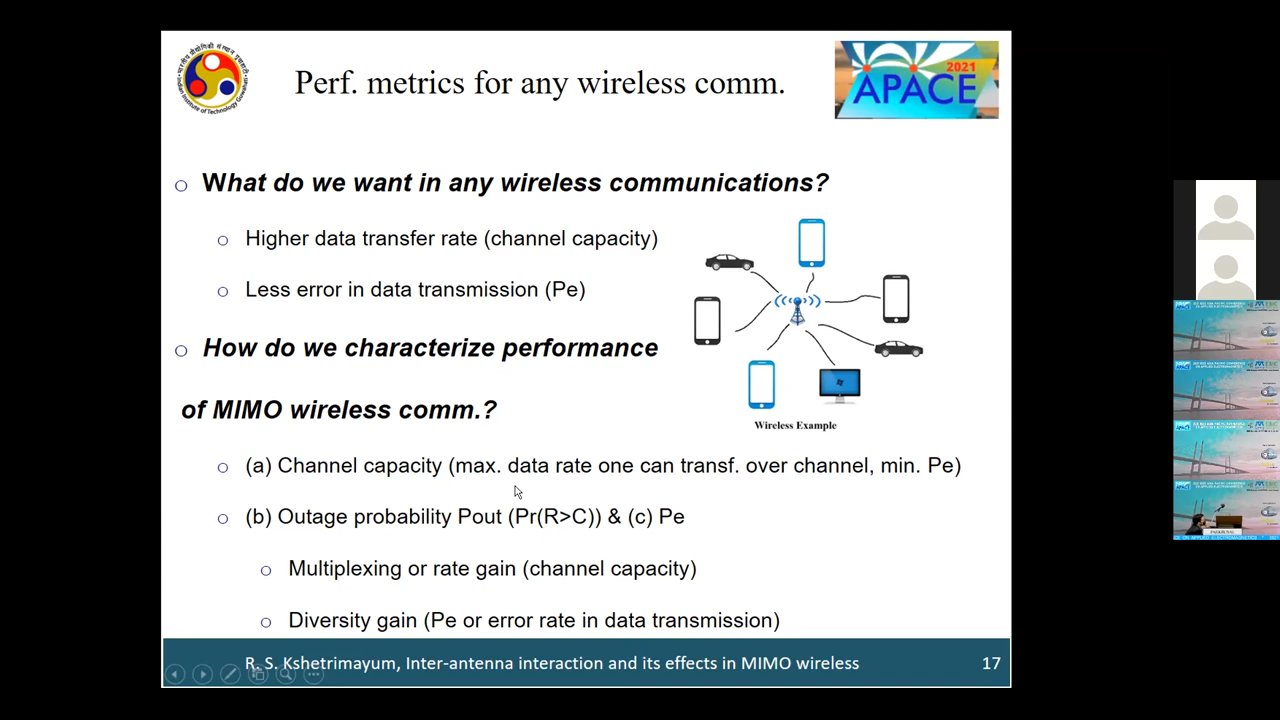 Perf. metrics for any wireless comm.
2021
APACE
What do we want in any wireless communications?
Higher data transfer rate (channel capacity)
Less error in data transmission (Pe)
How do we characterize performance
of MIMO wireless comm.?
Wireless Example
(a) Channel capacity (max. data rate one can transf. over channel, min. Pe)
(b) Outage probability Pout (Pr(R>C)) & (c) Pe
Multiplexing or rate gain (channel capacity)
Diversity gain (Pe or error rate in data transmission)
R. S. Kshetrimayum, Inter-antenna interaction and its effects in MIMO wireless
17